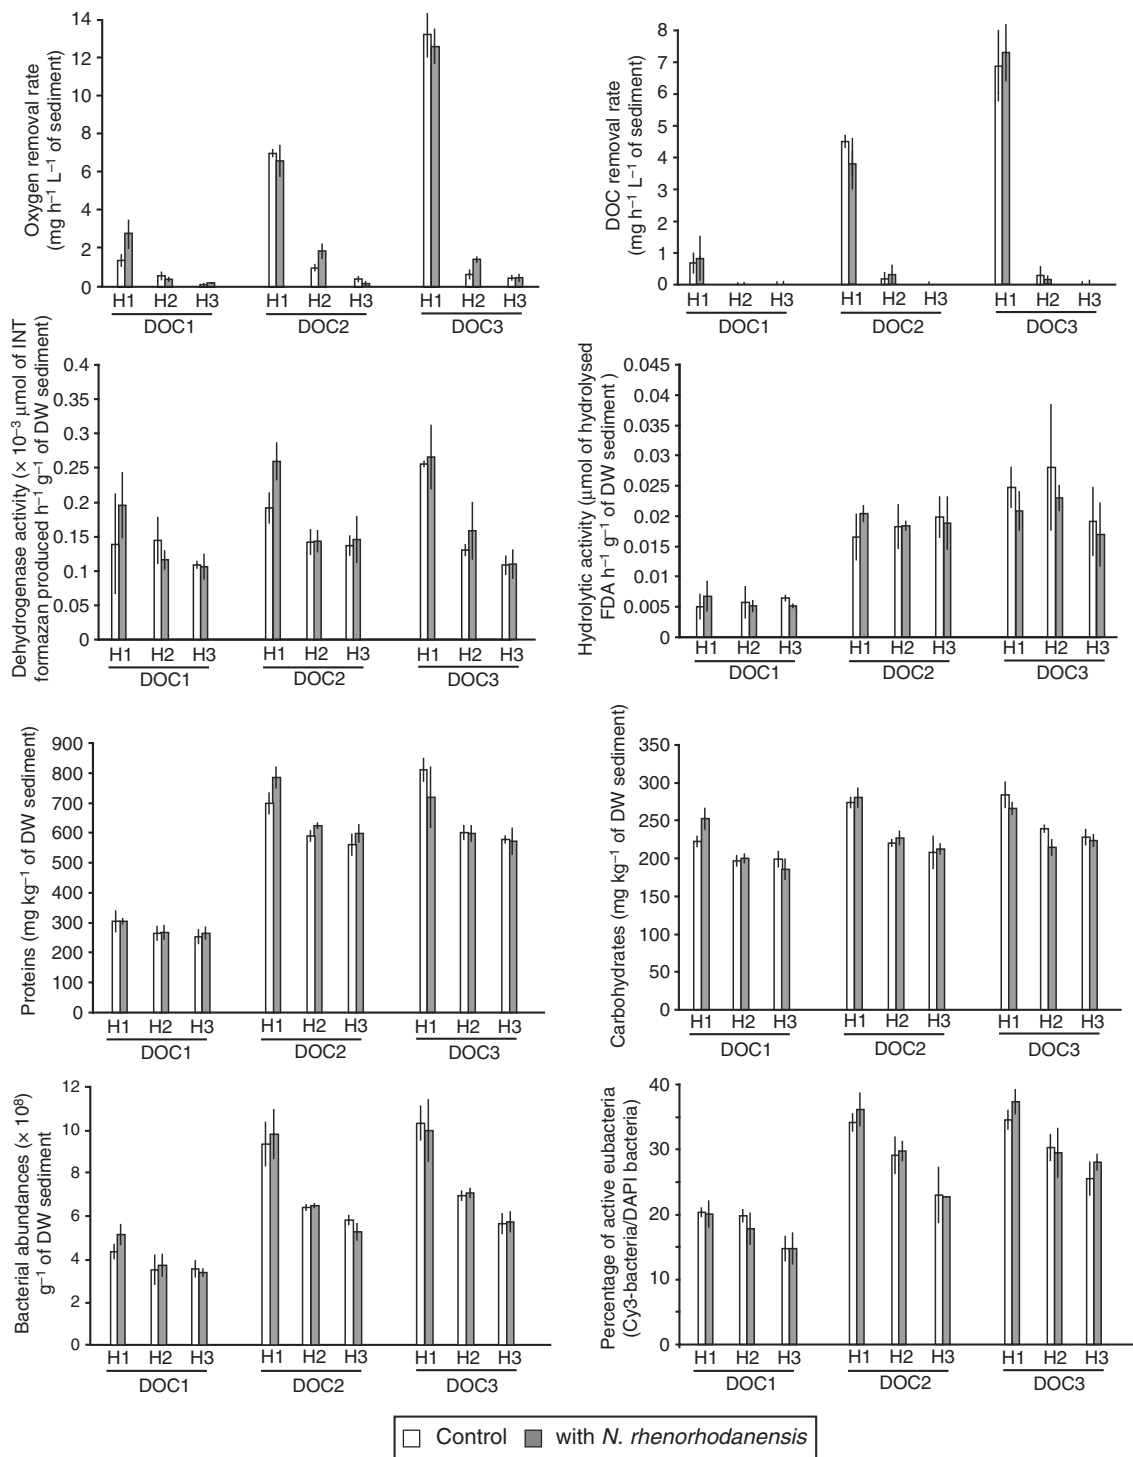 Oxygen removal rate
(mg h⁻¹ L⁻¹ of sediment)
14
12
10
8
6
4
2
0
H1 H2 H3 H1 H2 H3 H1 H2 H3
DOC1 DOC2 DOC3
DOC removal rate
(mg h⁻¹ L⁻¹ of sediment)
8
7
6
5
4
3
2
1
0
H1 H2 H3 H1 H2 H3 H1 H2 H3
DOC1 DOC2 DOC3
Dehydrogenase activity (× 10⁻³ μmol of INT
formazan produced h⁻¹ g⁻¹ of DW sediment)
0.4
0.35
0.3
0.25
0.2
0.15
0.1
0.05
0
H1 H2 H3 H1 H2 H3 H1 H2 H3
DOC1 DOC2 DOC3
Hydrolytic activity (μmol of hydrolysed
FDA h⁻¹ g⁻¹ of DW sediment )
0.045
0.04
0.035
0.03
0.025
0.02
0.015
0.01
0.005
0
H1 H2 H3 H1 H2 H3 H1 H2 H3
DOC1 DOC2 DOC3
Proteins (mg kg⁻¹ of DW sediment)
900
800
700
600
500
400
300
200
100
0
H1 H2 H3 H1 H2 H3 H1 H2 H3
DOC1 DOC2 DOC3
Carbohydrates (mg kg⁻¹ of DW sediment)
350
300
250
200
150
100
50
0
H1 H2 H3 H1 H2 H3 H1 H2 H3
DOC1 DOC2 DOC3
Bacterial abundances (× 10⁸)
g⁻¹ of DW sediment
12
10
8
6
4
2
0
H1 H2 H3 H1 H2 H3 H1 H2 H3
DOC1 DOC2 DOC3
Percentage of active eubacteria
(Cy3-bacteria/DAPI bacteria)
40
30
20
10
0
H1 H2 H3 H1 H2 H3 H1 H2 H3
DOC1 DOC2 DOC3
Control with N. rhenorhodanensis